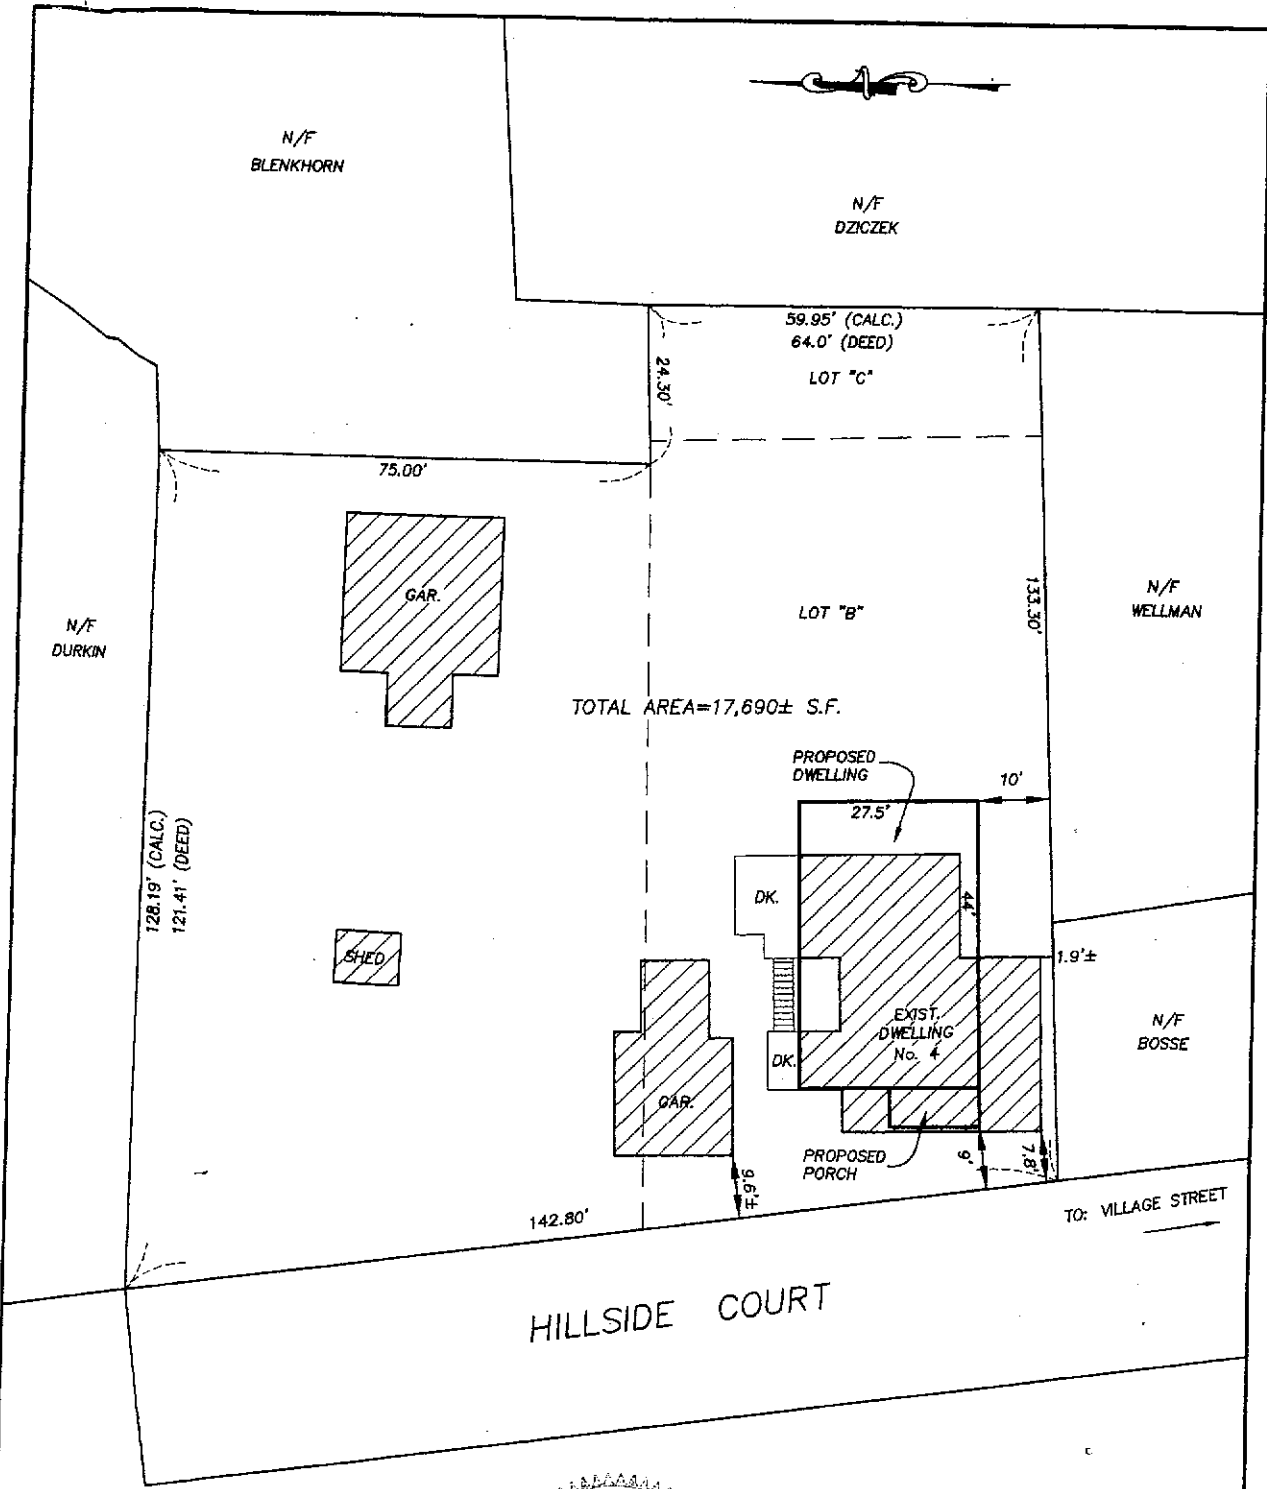 N/F
BLENKHORN
N/F
DZICZEK
59.95' (CALC.)
64.0' (DEED)
LOT "C"
24.30'
75.00'
GAR.
LOT "B"
133.30'
N/F
WELLMAN
N/F
DURKIN
TOTAL AREA=17,690± S.F.
PROPOSED
DWELLING
10'
27.5'
128.19' (CALC.)
121.41' (DEED)
DK.
44'
SHED
1.9'±
EXIST.
DWELLING
No. 4
N/F
BOSSE
DK.
GAR.
PROPOSED
PORCH
9'
7.8'
9.6'±
142.80'
TO: VILLAGE STREET
HILLSIDE COURT